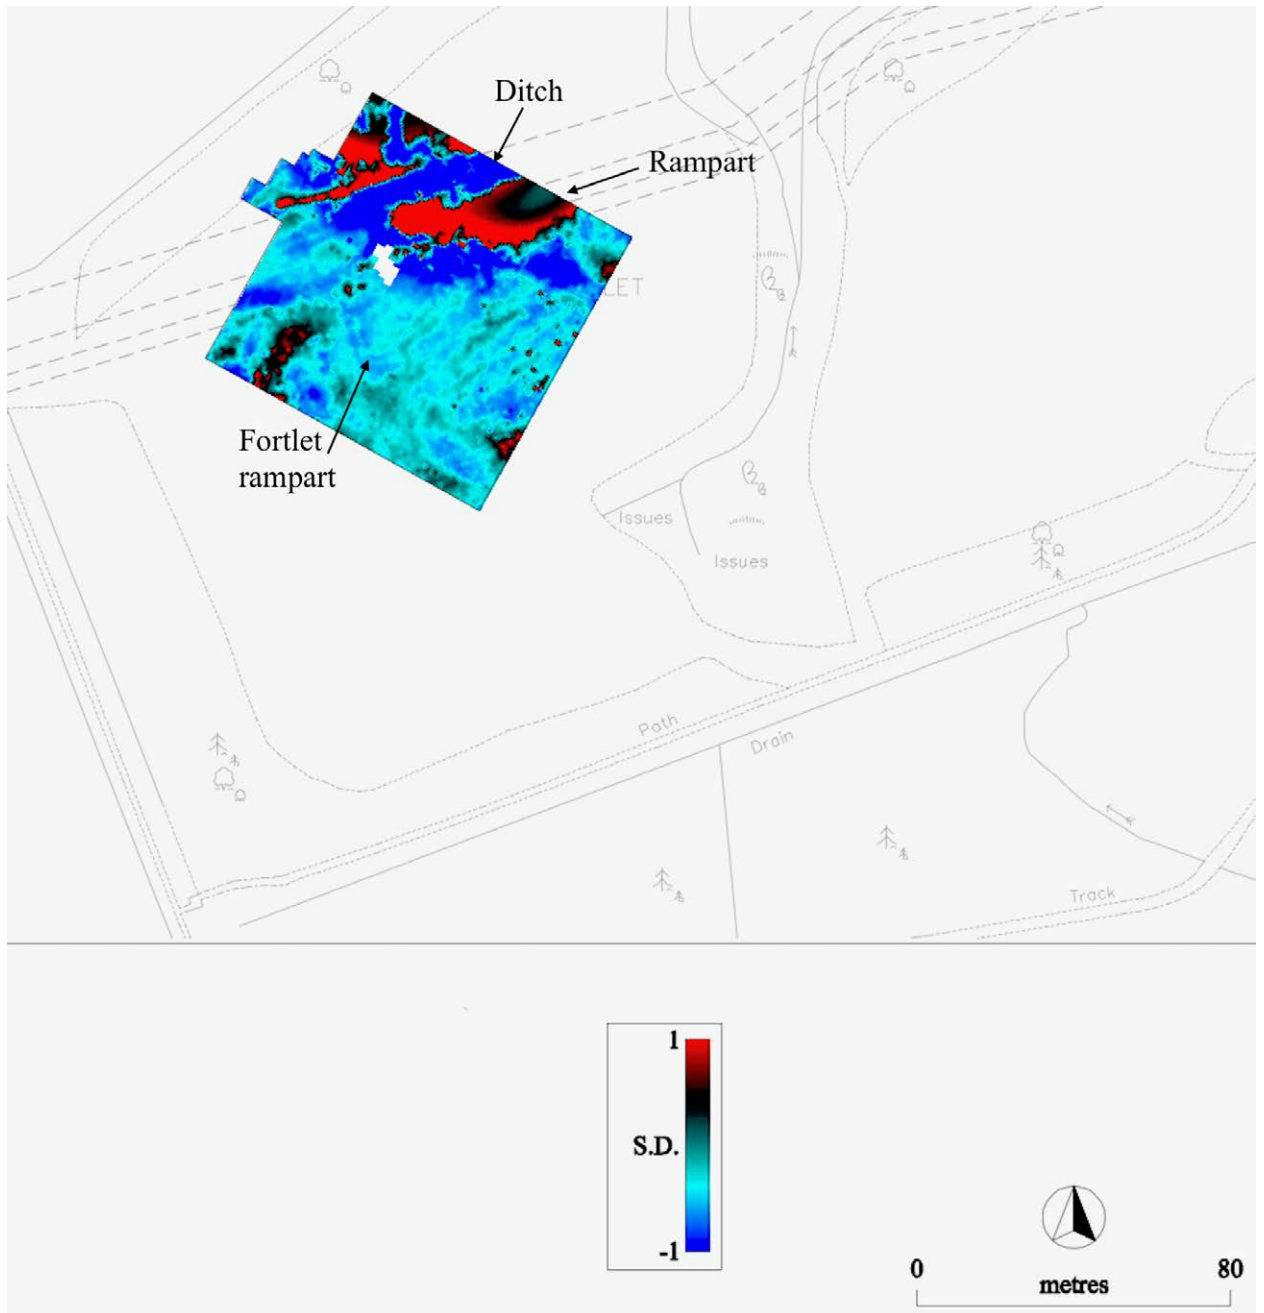 Ditch
Rampart
LET
Fortlet
rampart
Issues
Issues
Path
Drain
Track
1
S.D.
-1
0
80
metres